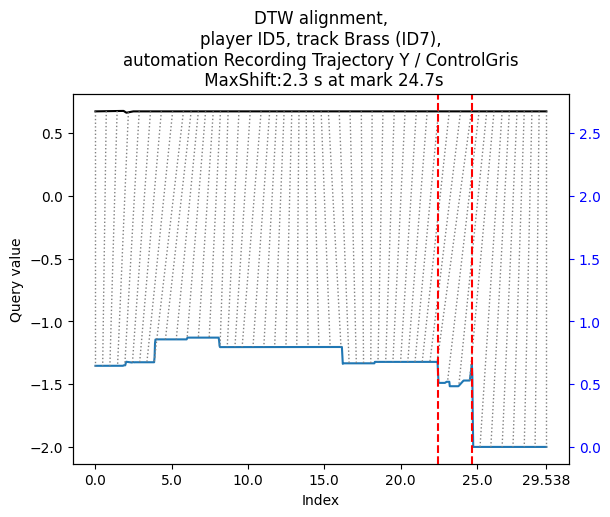 DTW alignment,
player ID5, track Brass (ID7),
automation Recording Trajectory Y / ControlGris
MaxShift:2.3 s at mark 24.7s
0.5
0.0
−0.5
−1.0
−1.5
−2.0
Query value
2.5
2.0
1.5
1.0
0.5
0.0
0.0 5.0 10.0 15.0 20.0 25.0 29.538
Index